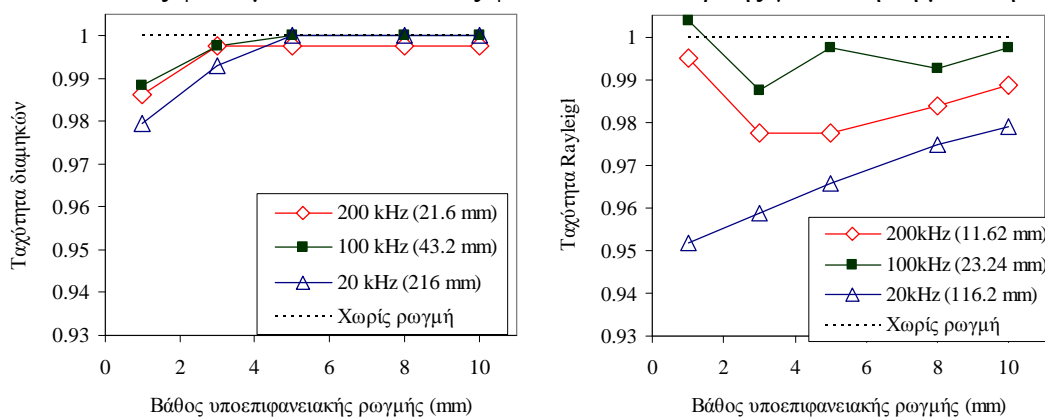 1
0.99
0.98
0.97
0.96
0.95
0.94
0.93
0 2 4 6 8 10
Ταχύτητα διαμηκών
Βάθος υποεπιφανειακής ρωγμής (mm)
200 kHz (21.6 mm)
100 kHz (43.2 mm)
20 kHz (216 mm)
Χωρίς ρωγμή
1
0.99
0.98
0.97
0.96
0.95
0.94
0.93
0 2 4 6 8 10
Ταχύτητα Rayleigl
Βάθος υποεπιφανειακής ρωγμής (mm)
200kHz (11.62 mm)
100kHz (23.24 mm)
20kHz (116.2 mm)
Χωρίς ρωγμή